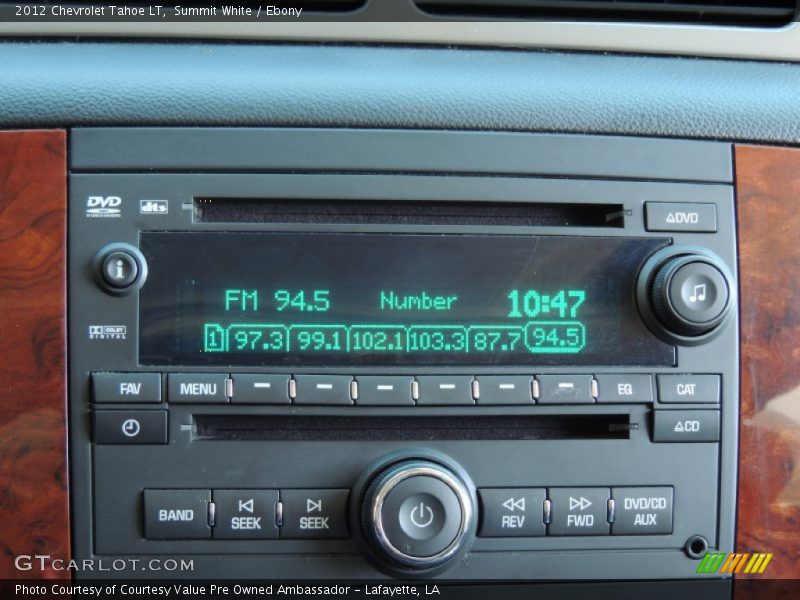 2012 Chevrolet Tahoe LT,  Summit White / Ebony
DVD dts
△DVD
i
FM 94.5 Number 10:47
1 97.3 99.1 102.1 103.3 87.7 94.5
DOLBY
DIGITAL
FAV MENU EQ CAT
△CD
BAND SEEK SEEK REV FWD DVD/CD
AUX
GTCARLOT.COM
Photo Courtesy of Courtesy Value Pre Owned Ambassador - Lafayette, LA